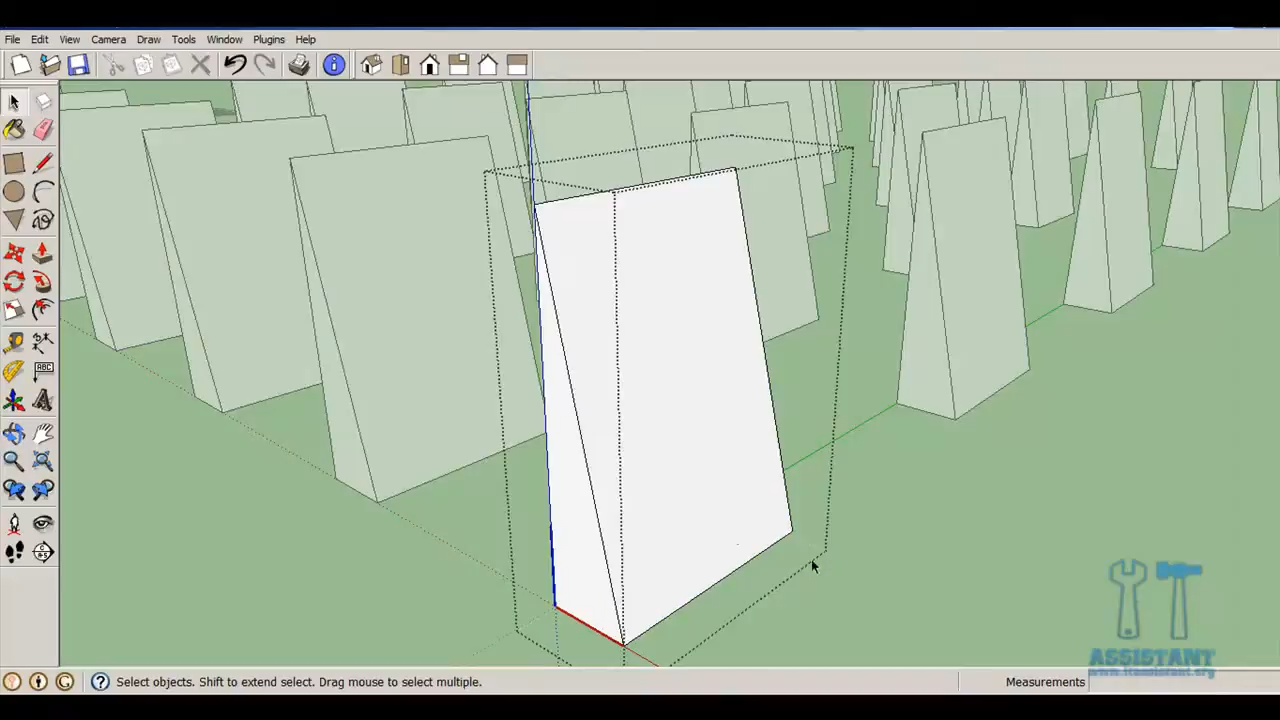 File Edit View Camera Draw Tools Window Plugins Help
ABC
Select objects. Shift to extend select. Drag mouse to select multiple.
Measurements
ASSISTANT